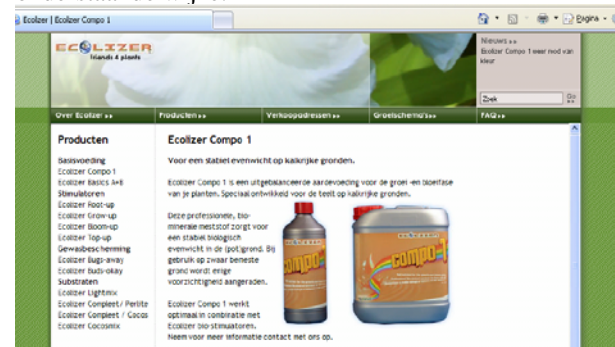 Ecolizer | Ecolizer Compo 1
Pagina
ECOLIZER
friends 4 plants
Nieuws
Ecolizer Compo 1 weer rood van
kleur
Zoek
Go
Over Ecolizer
Producten
Verkoopadressen
Groeischema's
FAQ
Producten
Basisvoeding
Ecolizer Compo 1
Ecolizer Basics A+B
Stimulatoren
Ecolizer Root-up
Ecolizer Grow-up
Ecolizer Bloom-up
Ecolizer Top-up
Gewasbescherming
Ecolizer Bugs-away
Ecolizer Buds-okay
Substraten
Ecolizer Lightmix
Ecolizer Compleet/ Perlite
Ecolizer Compleet / Cocos
Ecolizer Cocosmix
Ecolizer Compo 1
Voor een stabiel evenwicht op kalkrijke gronden.
Ecolizer Compo 1 is een uitgebalanceerde aardevoeding voor de groei -en bloeifase
van je planten. Speciaal ontwikkeld voor de teelt op kalkrijke gronden.
Deze professionele, bio-
minerale meststof zorgt voor
een stabiel biologisch
evenwicht in de (pot)grond. Bij
gebruik op zwaar bemeste
grond wordt enige
voorzichtigheid aangeraden.
Ecolizer Compo 1 werkt
optimaal in combinatie met
Ecolizer bio-stimulatoren.
Neem voor meer informatie contact met ons op.
compo-1
compo-1